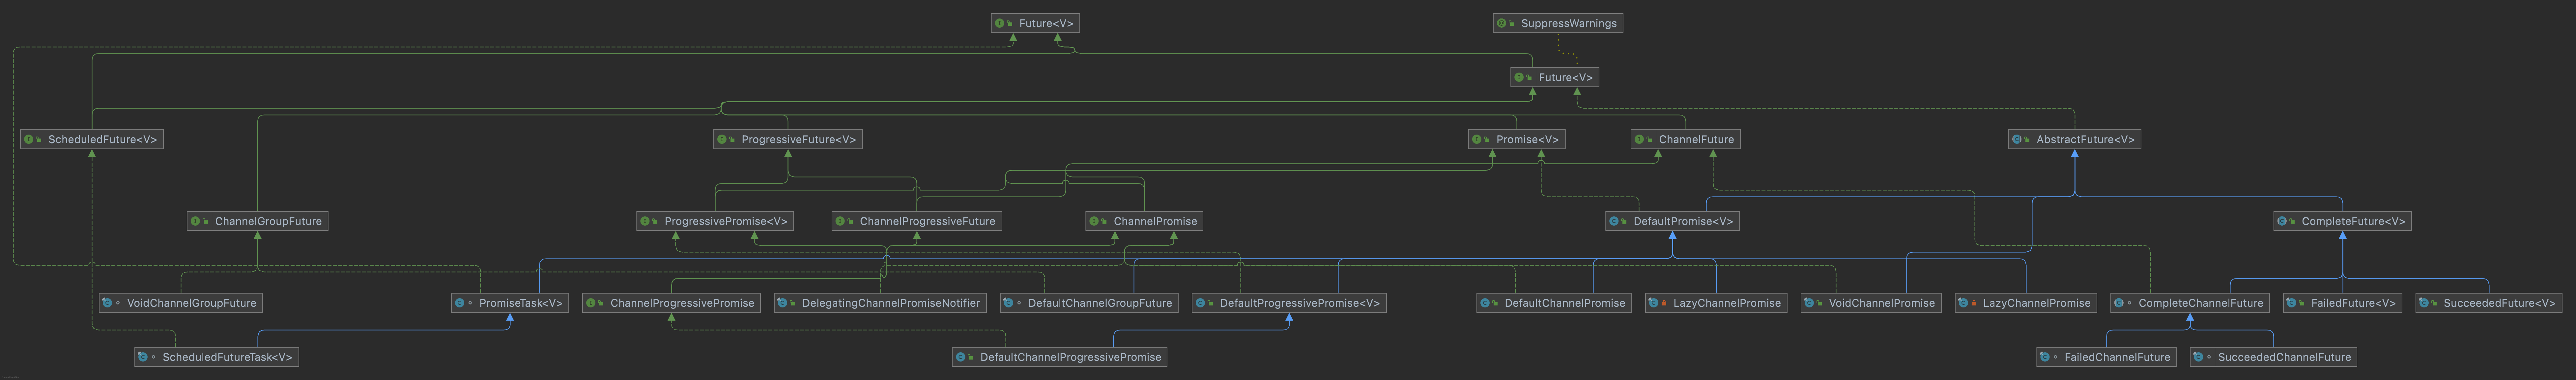 Future<V>
SuppressWarnings
Future<V>
ScheduledFuture<V>
ProgressiveFuture<V>
Promise<V>
ChannelFuture
AbstractFuture<V>
ChannelGroupFuture
ProgressivePromise<V>
ChannelProgressiveFuture
ChannelPromise
DefaultPromise<V>
CompleteFuture<V>
VoidChannelGroupFuture
PromiseTask<V>
ChannelProgressivePromise
DelegatingChannelPromiseNotifier
DefaultChannelGroupFuture
DefaultProgressivePromise<V>
DefaultChannelPromise
LazyChannelPromise
VoidChannelPromise
LazyChannelPromise
CompleteChannelFuture
FailedFuture<V>
SucceededFuture<V>
ScheduledFutureTask<V>
DefaultChannelProgressivePromise
FailedChannelFuture
SucceededChannelFuture